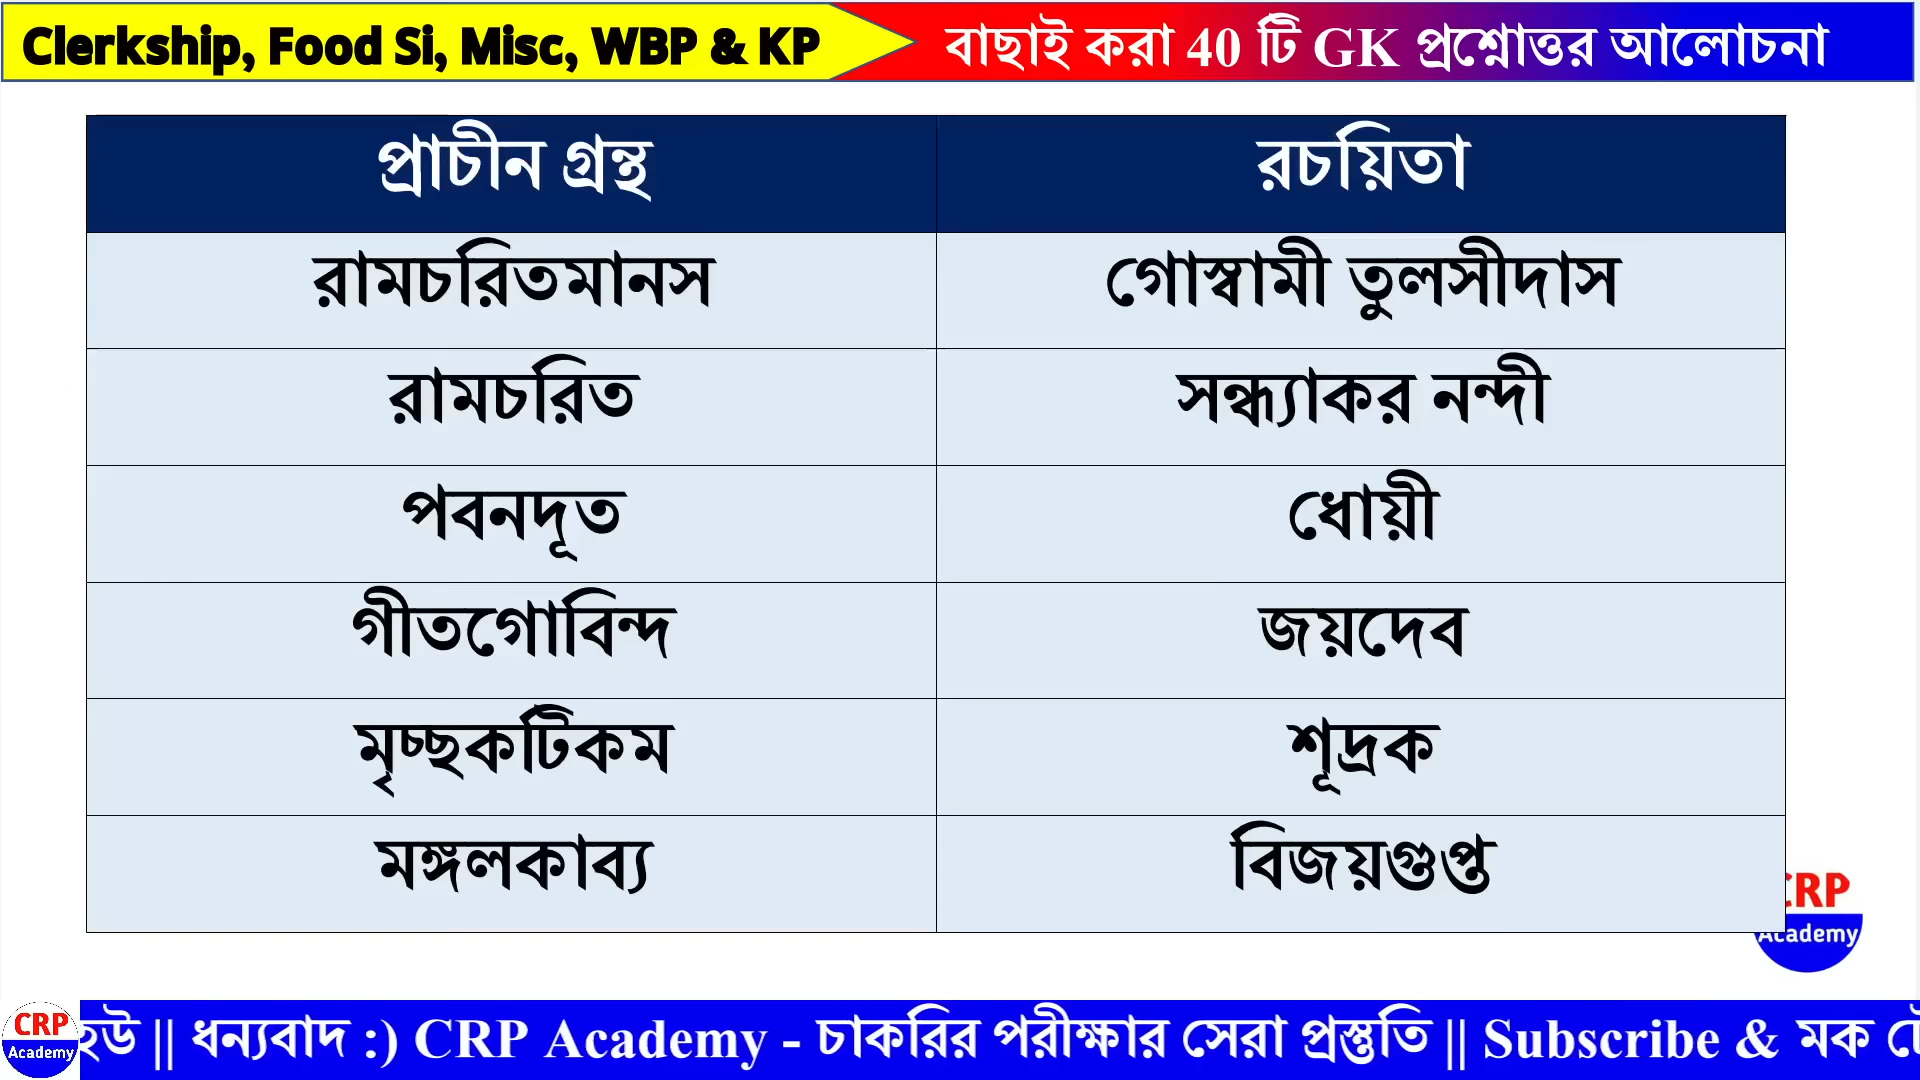 Clerkship, Food Si, Misc, WBP & KP
বাছাই করা 40 টি GK প্রশ্নোত্তর আলোচনা
প্রাচীন গ্রন্থ রচয়িতা
রামচরিতমানস গোস্বামী তুলসীদাস
রামচরিত সন্ধ্যাকর নন্দী
পবনদূত ধোয়ী
গীতগোবিন্দ জয়দেব
মৃচ্ছকটিকম শূদ্রক
মঙ্গলকাব্য বিজয়গুপ্ত
CRP
Academy
CRP
Academy
|| ধন্যবাদ :) CRP Academy - চাকরির পরীক্ষার সেরা প্রস্তুতি || Subscribe & মক